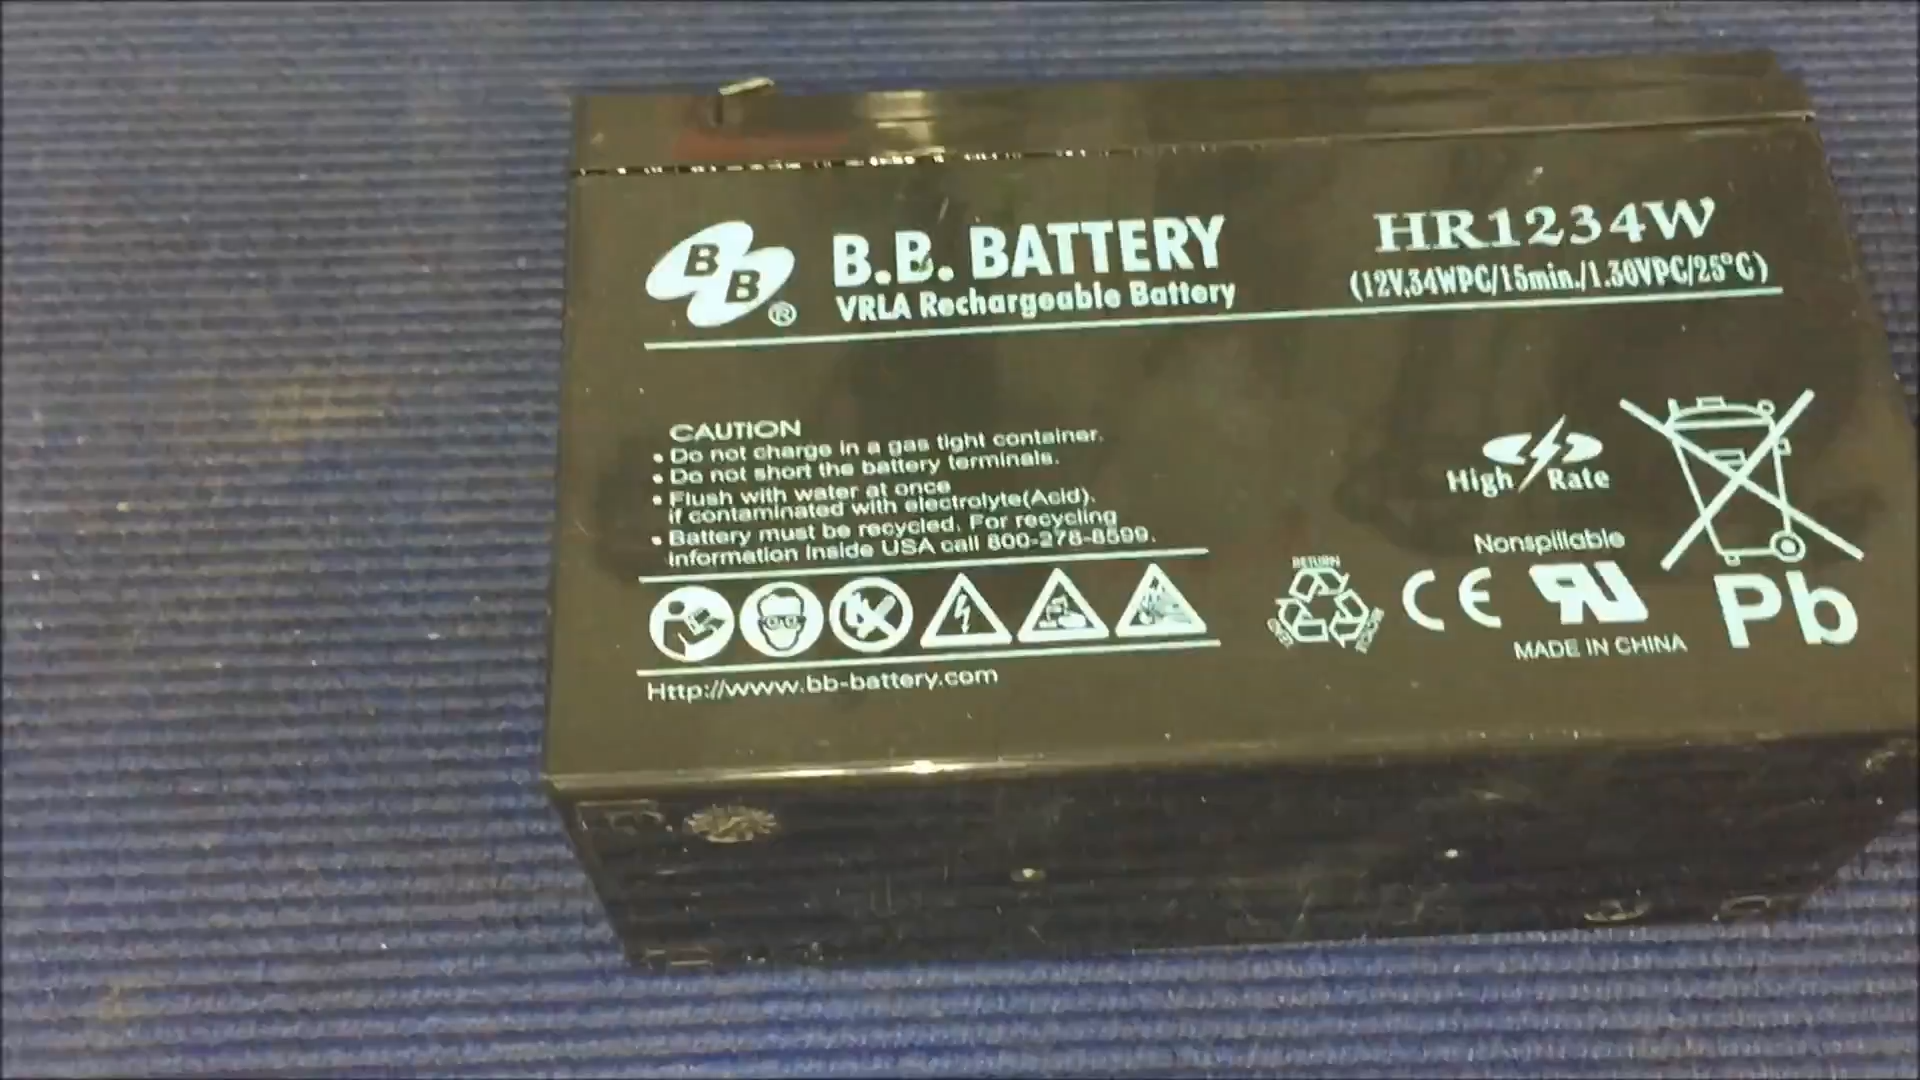 B B ®
B.B. BATTERY
VRLA Rechargeable Battery
HR1234W
(12V,34WPC/15min./1.30VPC/25°C)
CAUTION
• Do not charge in a gas tight container.
• Do not short the battery terminals.
• Flush with water at once
if contaminated with electrolyte(Acid).
• Battery must be recycled. For recycling
information inside USA call 800-278-8599.
Http://www.bb-battery.com
High Rate
Nonspillable
RETURN
CE
MADE IN CHINA
Pb